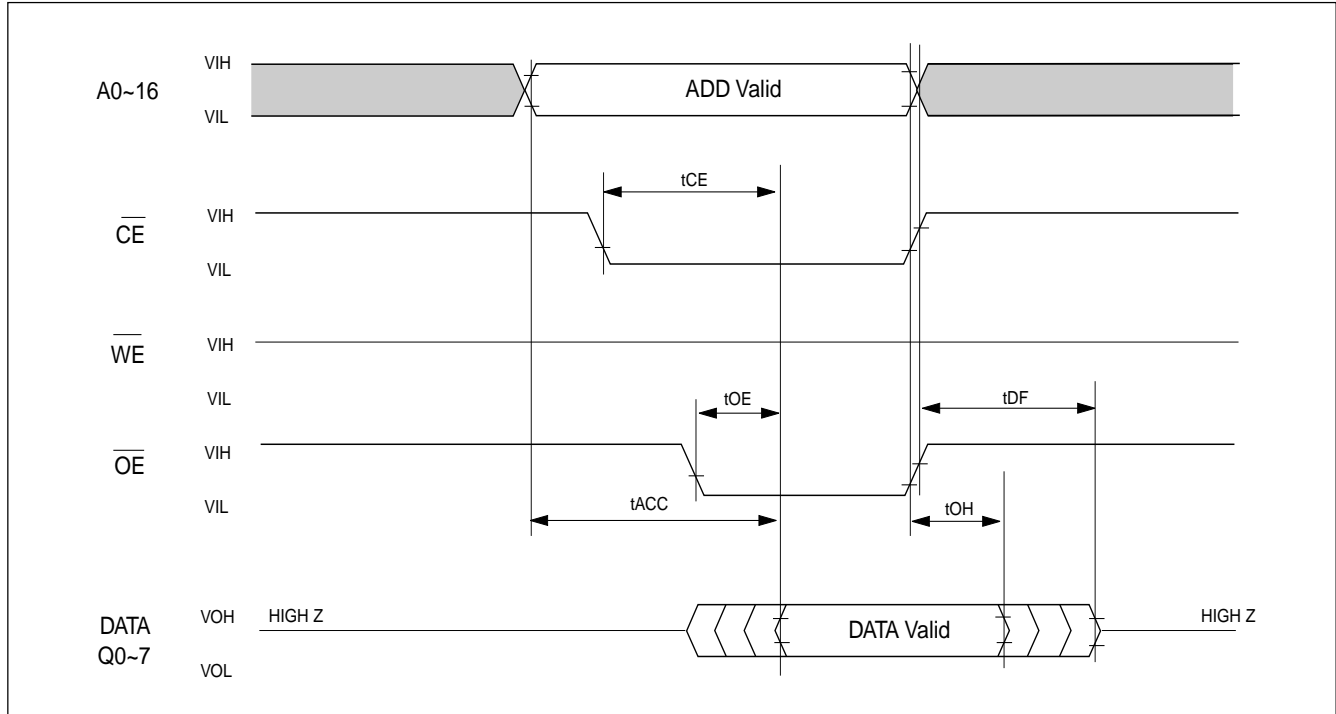 VIH
A0~16
ADD Valid
VIL
tCE
VIH
CE
VIL
VIH
WE
VIL
tOE
tDF
VIH
OE
VIL
tACC
tOH
VOH
HIGH Z
HIGH Z
DATA
DATA Valid
Q0~7
VOL